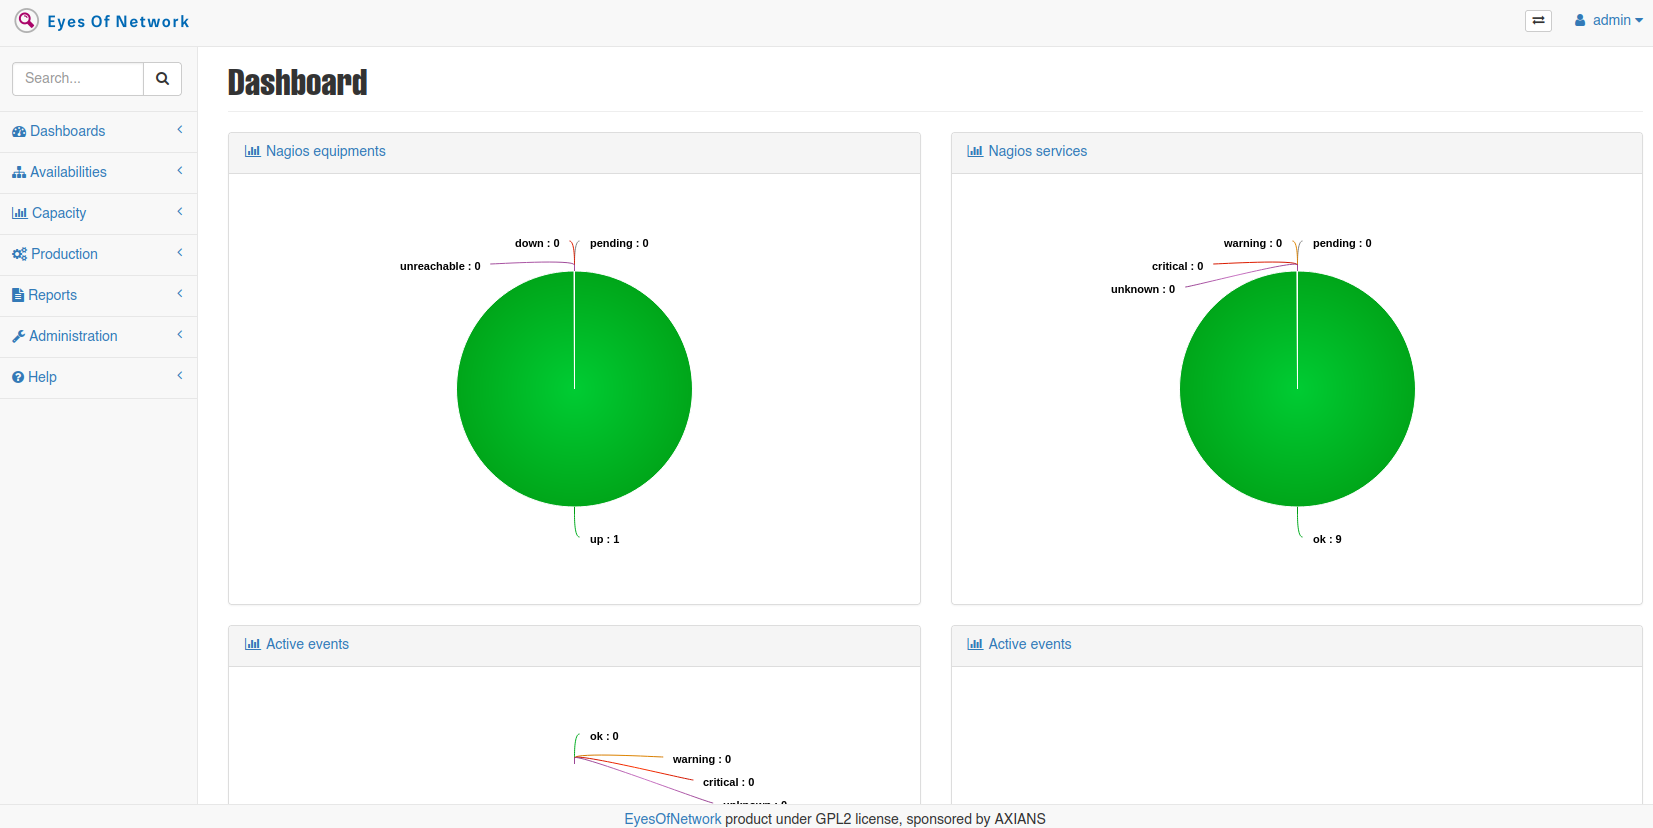 Eyes Of Network
admin
Search...
Dashboards
Availabilities
Capacity
Production
Reports
Administration
Help
Dashboard
Nagios equipments
down : 0
pending : 0
unreachable : 0
up : 1
Nagios services
warning : 0
pending : 0
critical : 0
unknown : 0
ok : 9
Active events
ok : 0
warning : 0
critical : 0
unknown : 0
Active events
EyesOfNetwork product under GPL2 license, sponsored by AXIANS